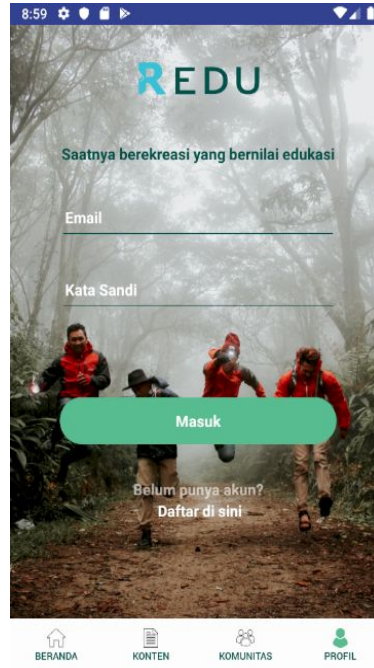 8:59
REDU
Saatnya berekreasi yang bernilai edukasi
Email
Kata Sandi
Masuk
Belum punya akun?
Daftar di sini
BERANDA KONTEN KOMUNITAS PROFIL